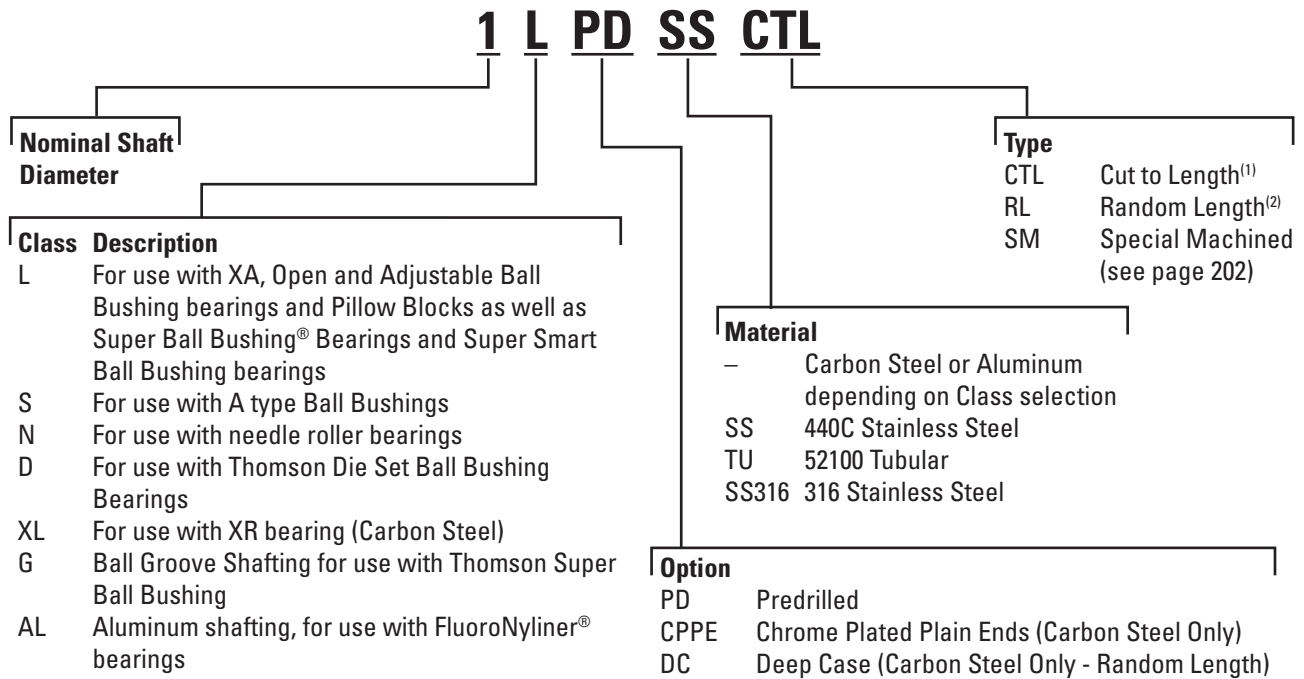 1 L PD SS CTL
Nominal Shaft
Diameter
Class Description
L For use with XA, Open and Adjustable Ball
Bushing bearings and Pillow Blocks as well as
Super Ball Bushing® Bearings and Super Smart
Ball Bushing bearings
S For use with A type Ball Bushings
N For use with needle roller bearings
D For use with Thomson Die Set Ball Bushing
Bearings
XL For use with XR bearing (Carbon Steel)
G Ball Groove Shafting for use with Thomson Super
Ball Bushing
AL Aluminum shafting, for use with FluoroNyliner®
bearings
Type
CTL Cut to Length(1)
RL Random Length(2)
SM Special Machined
(see page 202)
Material
– Carbon Steel or Aluminum
depending on Class selection
SS 440C Stainless Steel
TU 52100 Tubular
SS316 316 Stainless Steel
Option
PD Predrilled
CPPE Chrome Plated Plain Ends (Carbon Steel Only)
DC Deep Case (Carbon Steel Only - Random Length)